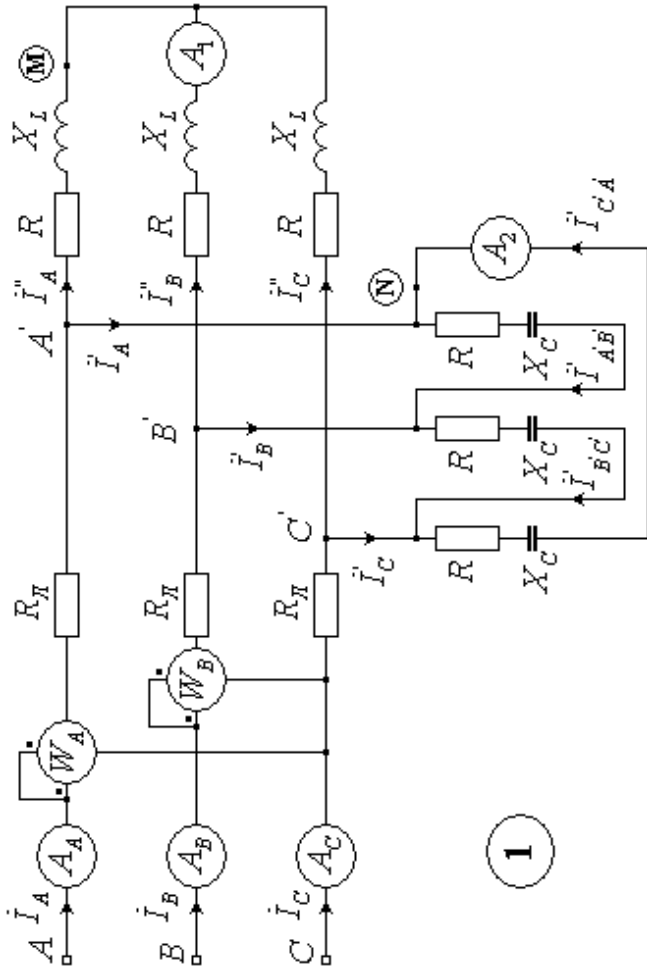 A İ_A A_A W_A R_Л A' İ''_A R X_L M
İ'_A
B İ_B A_B W_B R_Л B' İ''_B R X_L A_1
İ'_B
C İ_C A_C R_Л C' İ''_C R X_L
İ'_C N
R R R A_2
X_C X_C X_C
İ_B'C' İ_A'B' İ_C'A'
1